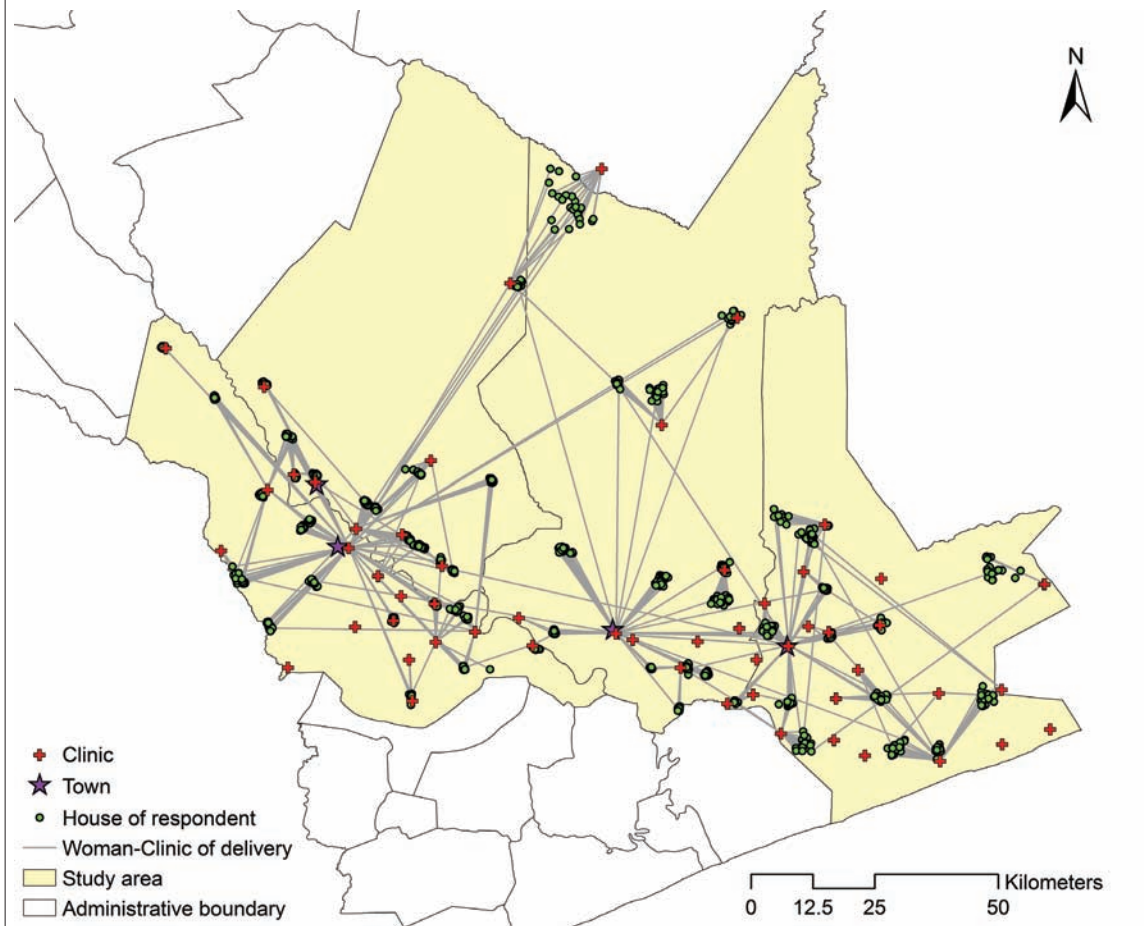 N
Clinic
Town
House of respondent
Woman-Clinic of delivery
Study area
Administrative boundary
Kilometers
0 12.5 25 50